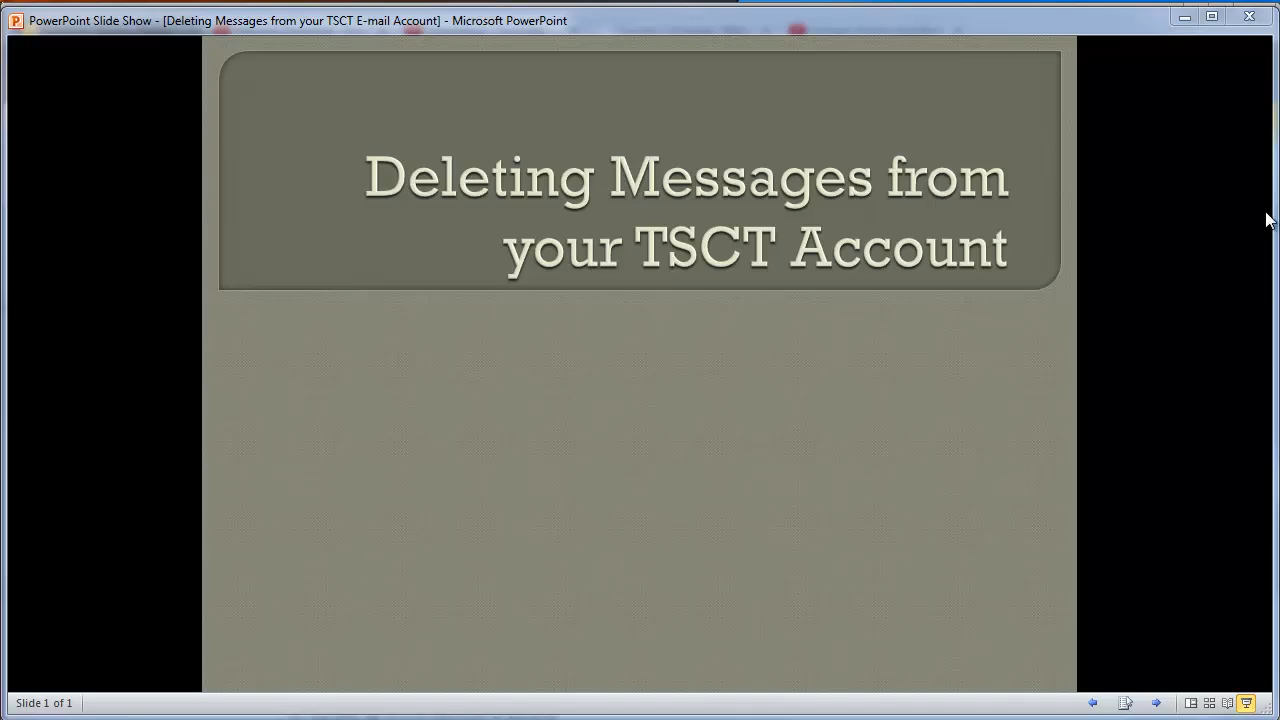 PowerPoint Slide Show - [Deleting Messages from your TSCT E-mail Account] - Microsoft PowerPoint
Deleting Messages from
your TSCT Account
Slide 1 of 1